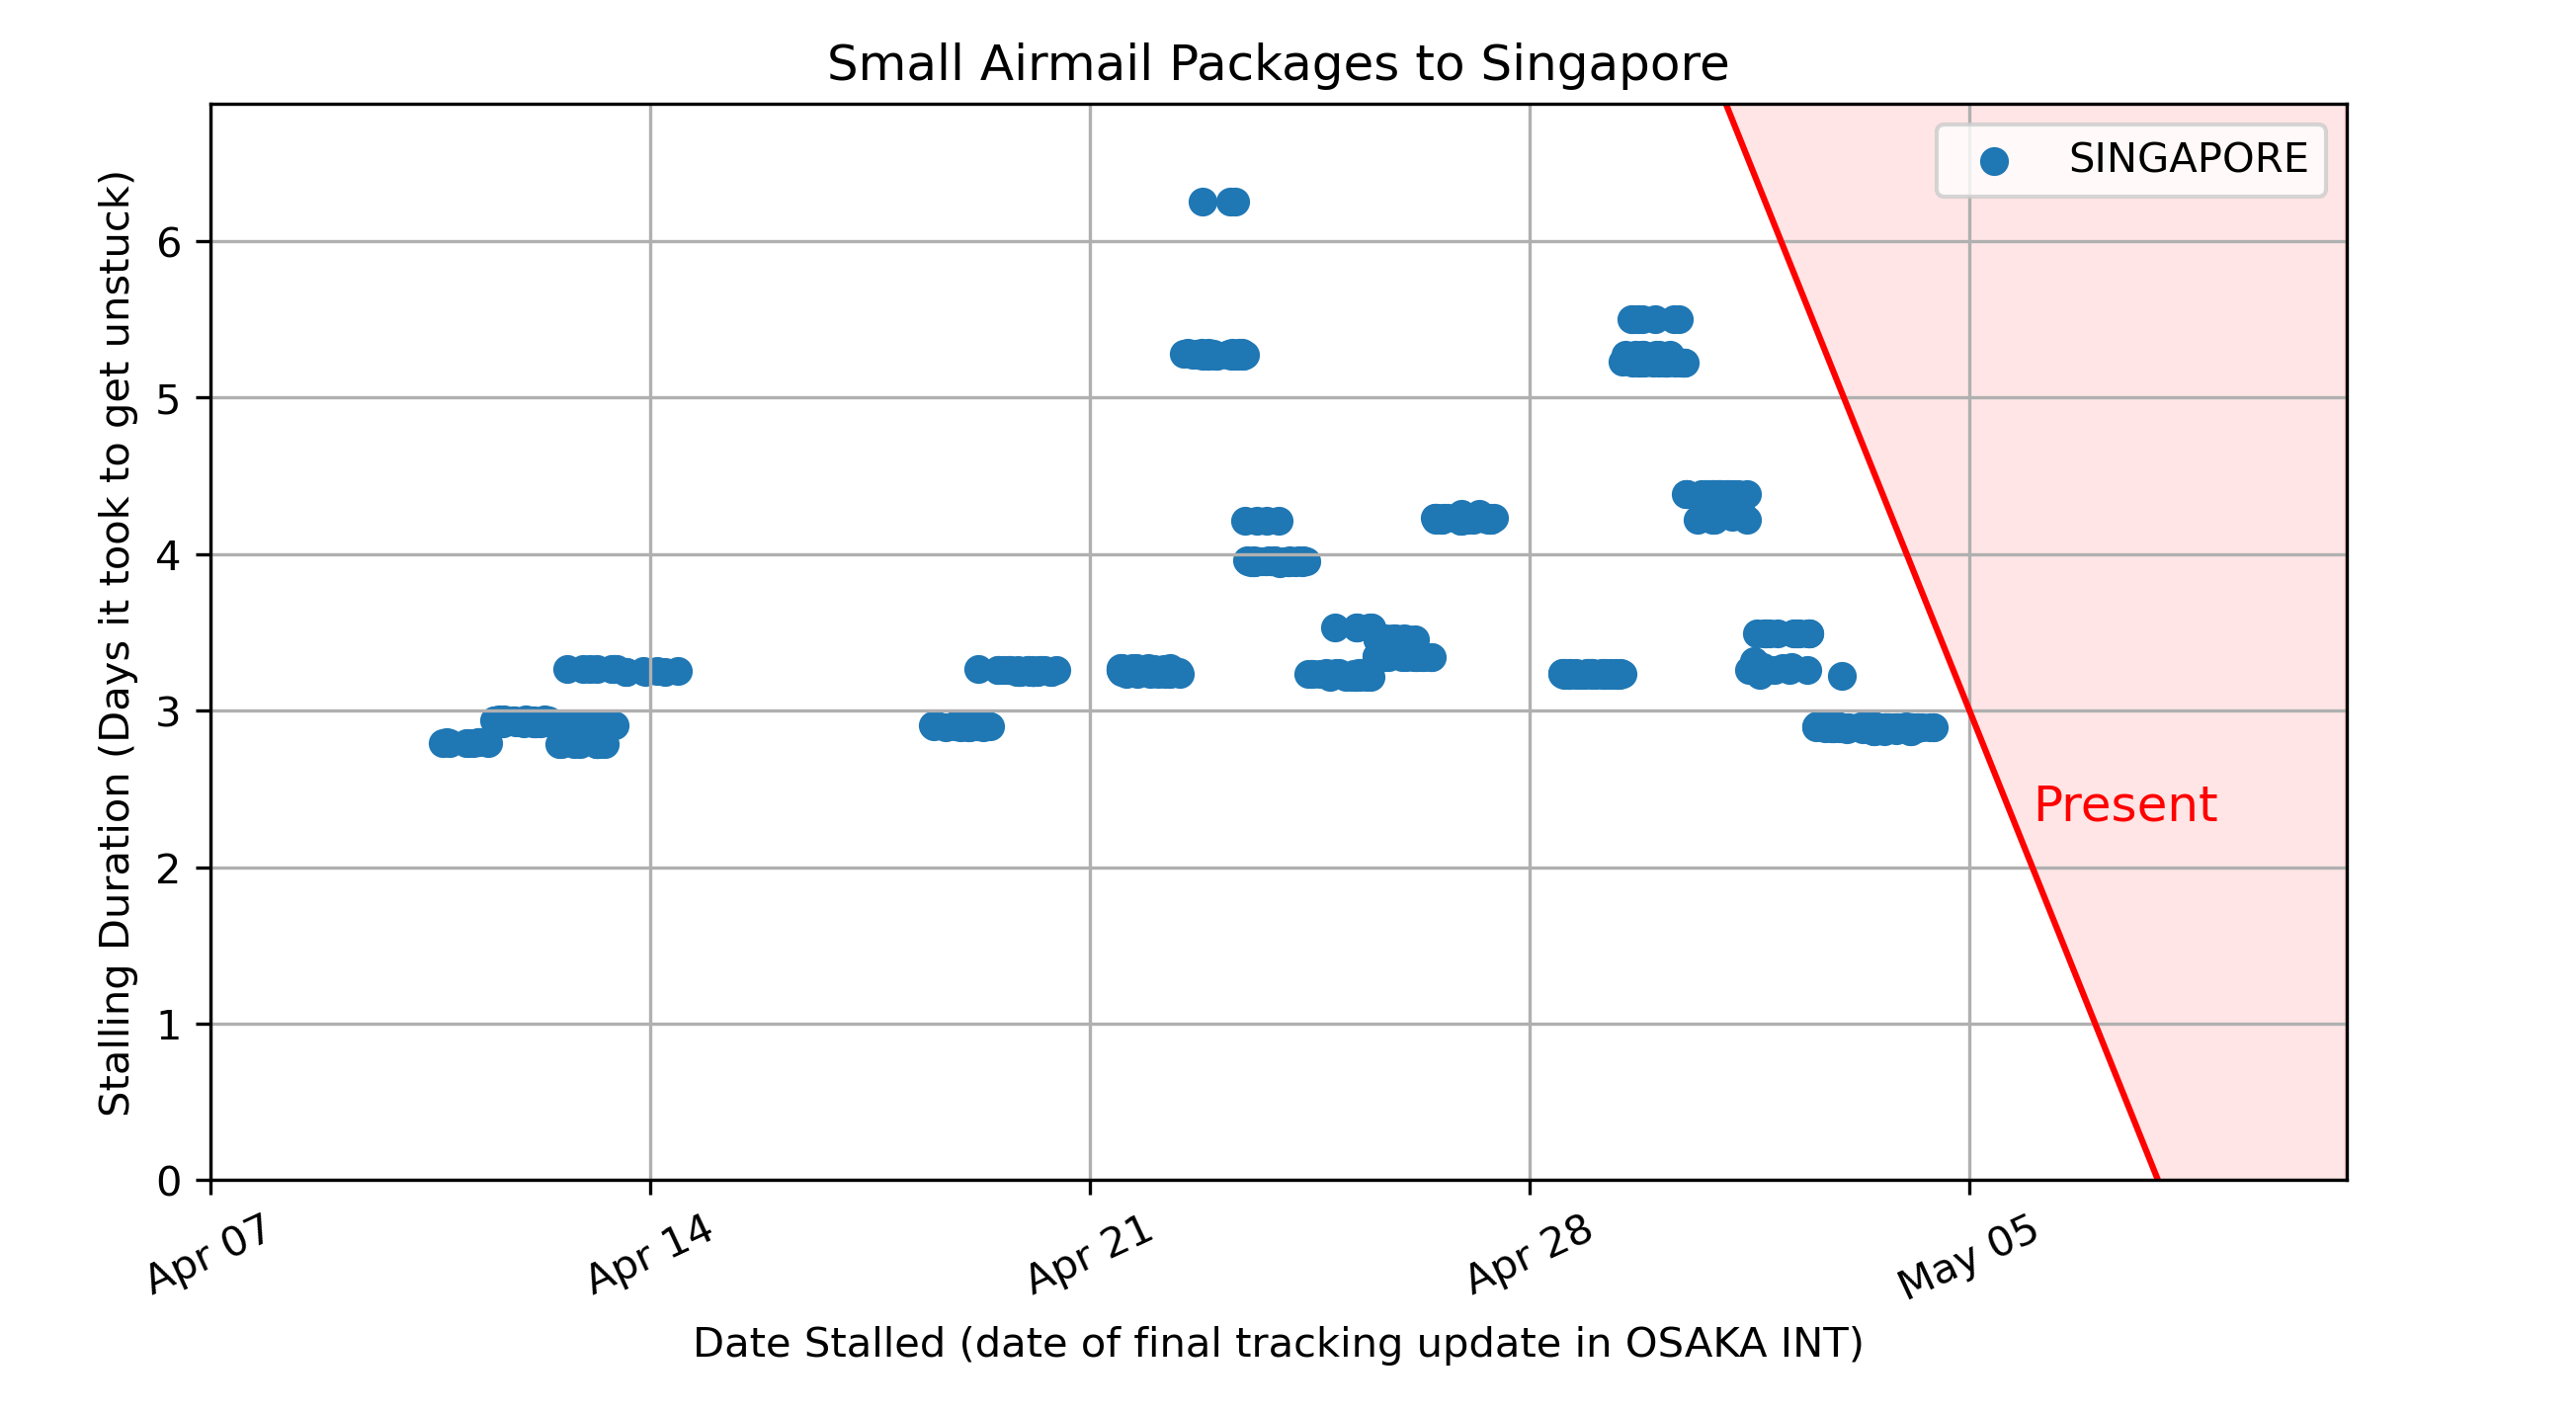 Small Airmail Packages to Singapore
SINGAPORE
Stalling Duration (Days it took to get unstuck)
6
5
4
3
2
1
0
Present
Apr 07
Apr 14
Apr 21
Apr 28
May 05
Date Stalled (date of final tracking update in OSAKA INT)